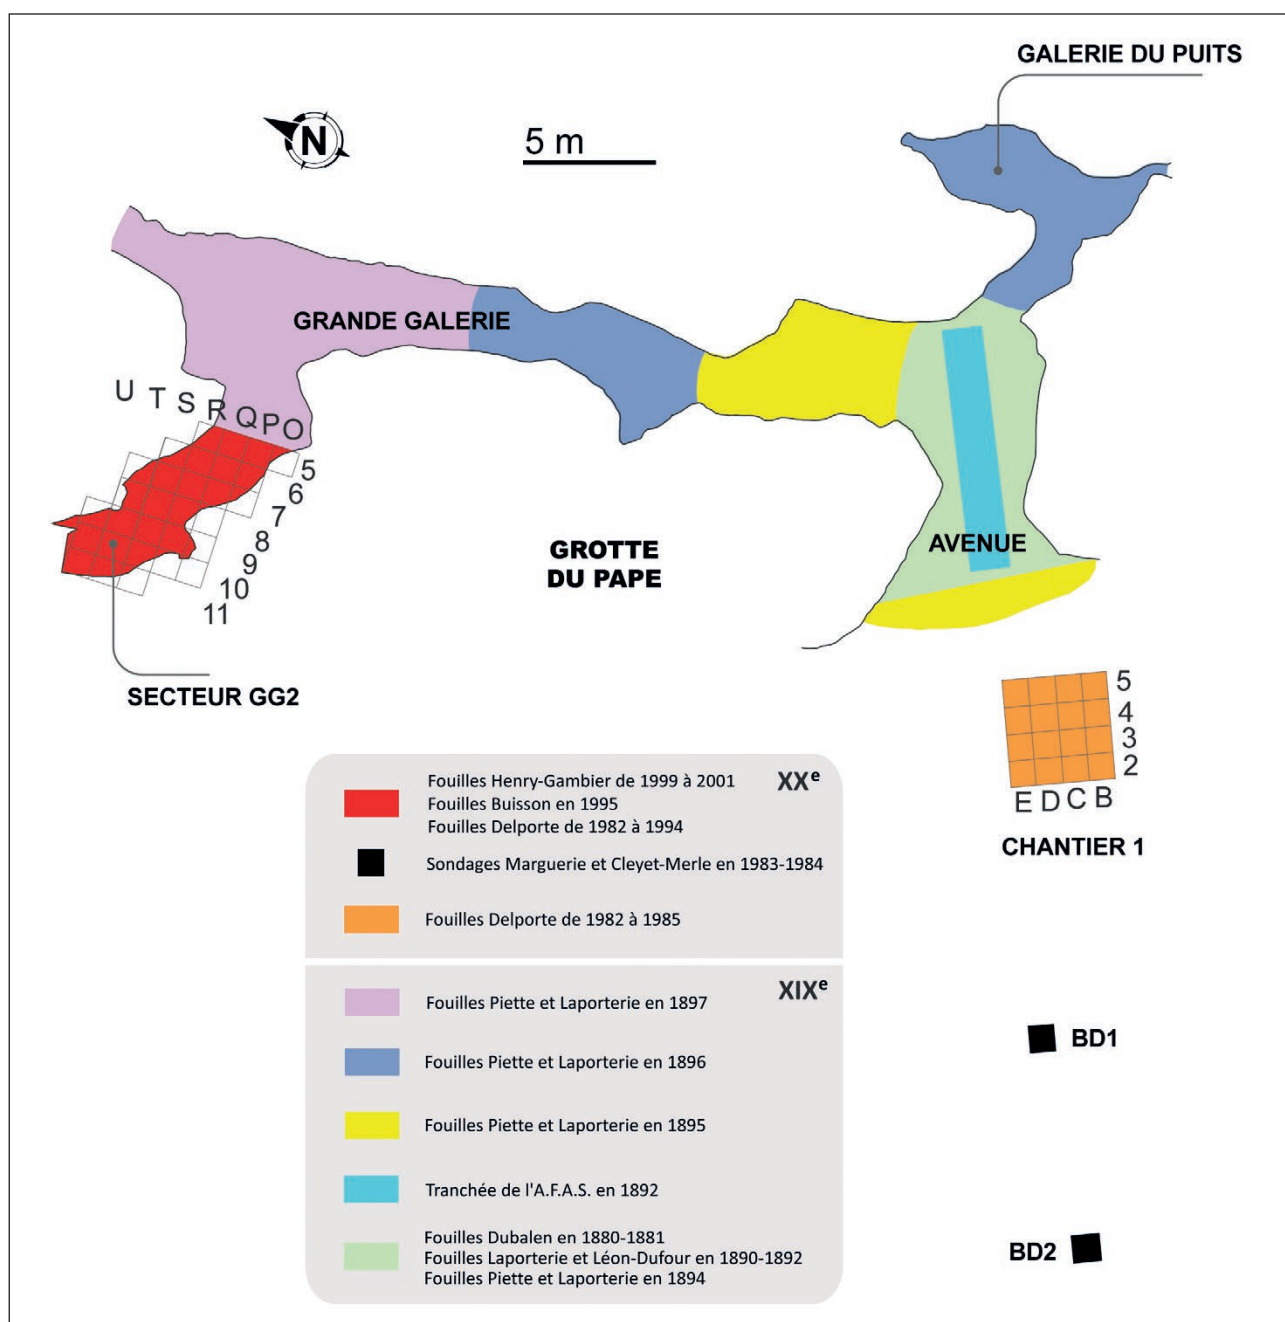 GALERIE DU PUITS
N
5 m
GRANDE GALERIE
U T S R Q P O
5
6
7
8
9
10
11
GROTTE
DU PAPE
AVENUE
SECTEUR GG2
5
4
3
2
E D C B
CHANTIER 1
XXe
Fouilles Henry-Gambier de 1999 à 2001
Fouilles Buisson en 1995
Fouilles Delporte de 1982 à 1994
Sondages Marguerie et Cleyet-Merle en 1983-1984
Fouilles Delporte de 1982 à 1985
XIXe
Fouilles Piette et Laporterie en 1897
Fouilles Piette et Laporterie en 1896
Fouilles Piette et Laporterie en 1895
Tranchée de l'A.F.A.S. en 1892
Fouilles Dubalen en 1880-1881
Fouilles Laporterie et Léon-Dufour en 1890-1892
Fouilles Piette et Laporterie en 1894
BD1
BD2